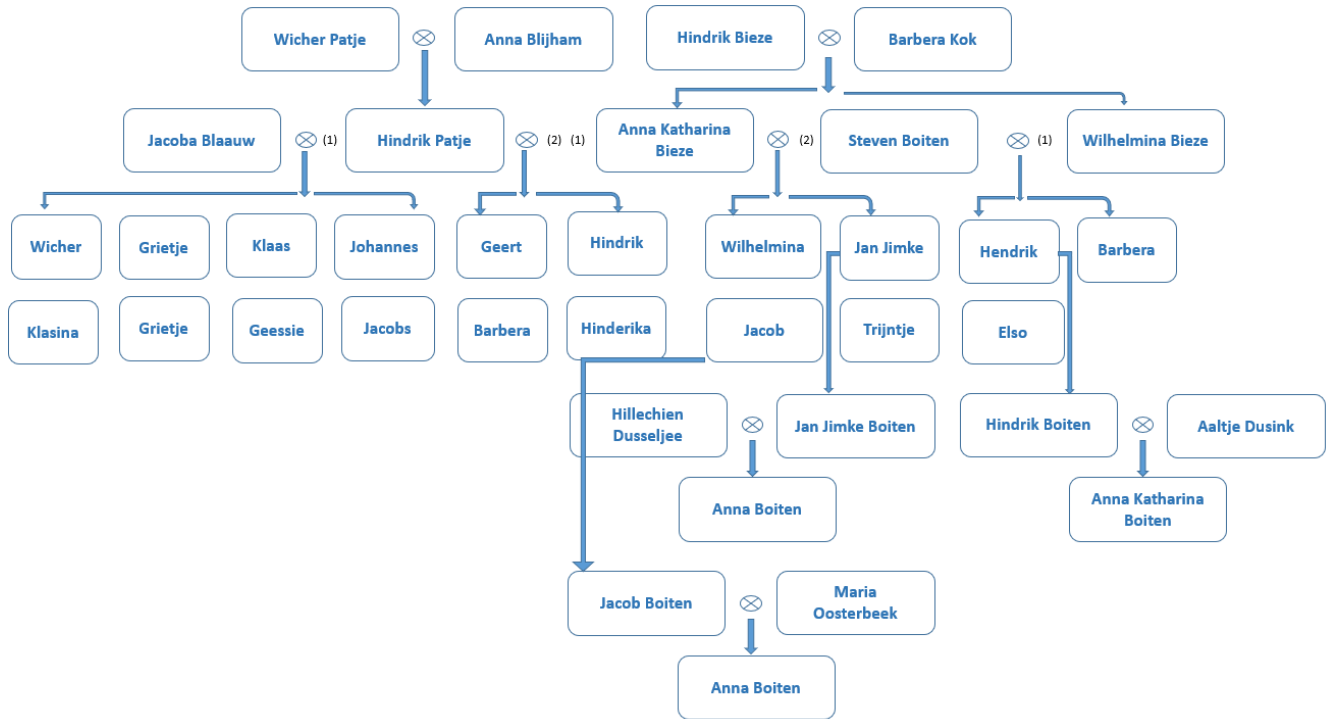 Wicher Patje
Anna Blijham
Hindrik Bieze
Barbera Kok
Jacoba Blaauw
(1)
Hindrik Patje
(2) (1)
Anna Katharina
Bieze
(2)
Steven Boiten
(1)
Wilhelmina Bieze
Wicher
Grietje
Klaas
Johannes
Geert
Hindrik
Wilhelmina
Jan Jimke
Hendrik
Barbera
Klasina
Grietje
Geessie
Jacobs
Barbera
Hinderika
Jacob
Trijntje
Elso
Hillechien
Dusseljee
Jan Jimke Boiten
Hindrik Boiten
Aaltje Dusink
Anna Boiten
Anna Katharina
Boiten
Jacob Boiten
Maria
Oosterbeek
Anna Boiten